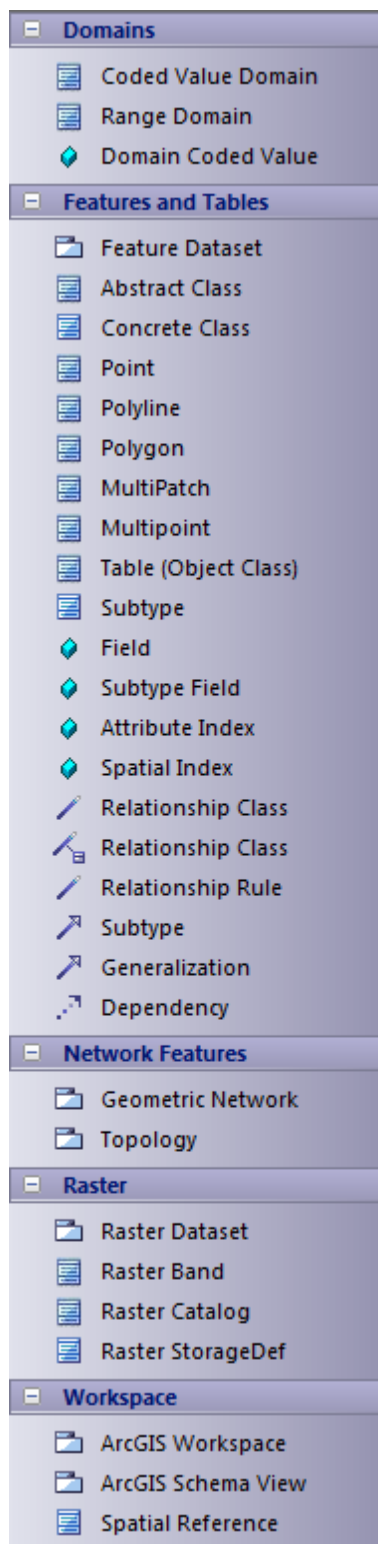 Domains
Coded Value Domain
Range Domain
Domain Coded Value
Features and Tables
Feature Dataset
Abstract Class
Concrete Class
Point
Polyline
Polygon
MultiPatch
Multipoint
Table (Object Class)
Subtype
Field
Subtype Field
Attribute Index
Spatial Index
Relationship Class
Relationship Class
Relationship Rule
Subtype
Generalization
Dependency
Network Features
Geometric Network
Topology
Raster
Raster Dataset
Raster Band
Raster Catalog
Raster StorageDef
Workspace
ArcGIS Workspace
ArcGIS Schema View
Spatial Reference